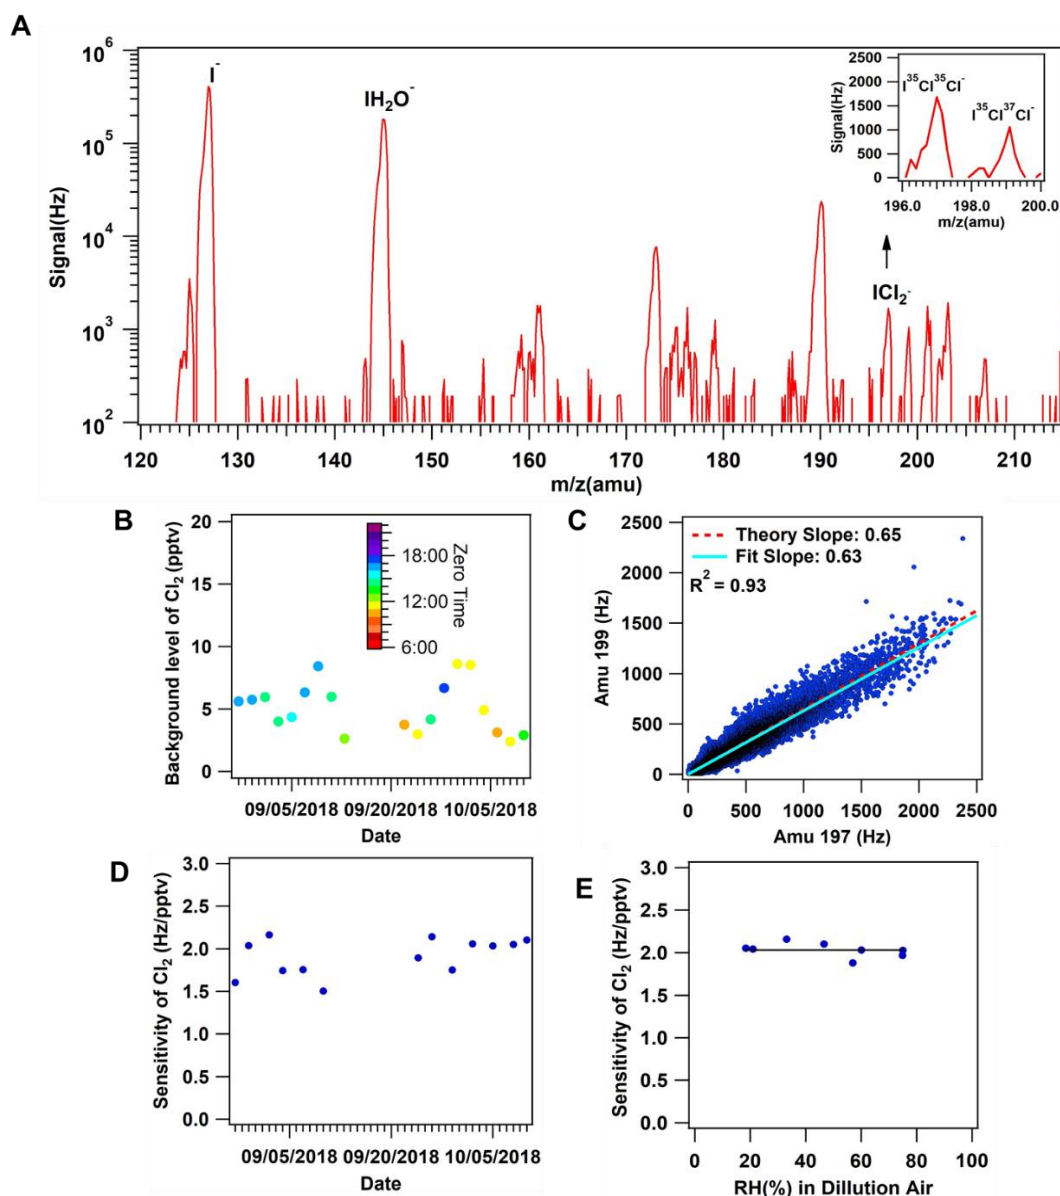 A
10⁶
10⁵
10⁴
10³
10²
Signal(Hz)
I⁻
IH₂O⁻
ICl₂⁻
120 130 140 150 160 170 180 190 200 210
m/z(amu)
2500
2000
1500
1000
500
0
Signal(Hz)
I³⁵Cl³⁵Cl⁻
I³⁵Cl³⁷Cl⁻
196.0 198.0 200.0
m/z(amu)
B
Background level of Cl₂ (pptv)
20
15
10
5
0
18:00
12:00
6:00
Zero Time
09/05/2018 09/20/2018 10/05/2018
Date
C
Amu 199 (Hz)
2500
2000
1500
1000
500
0
Theory Slope: 0.65
Fit Slope: 0.63
R² = 0.93
0 500 1000 1500 2000 2500
Amu 197 (Hz)
D
Sensitivity of Cl₂ (Hz/pptv)
3.0
2.5
2.0
1.5
1.0
0.5
0.0
09/05/2018 09/20/2018 10/05/2018
Date
E
Sensitivity of Cl₂ (Hz/pptv)
3.0
2.5
2.0
1.5
1.0
0.5
0.0
0 20 40 60 80 100
RH(%) in Dillution Air